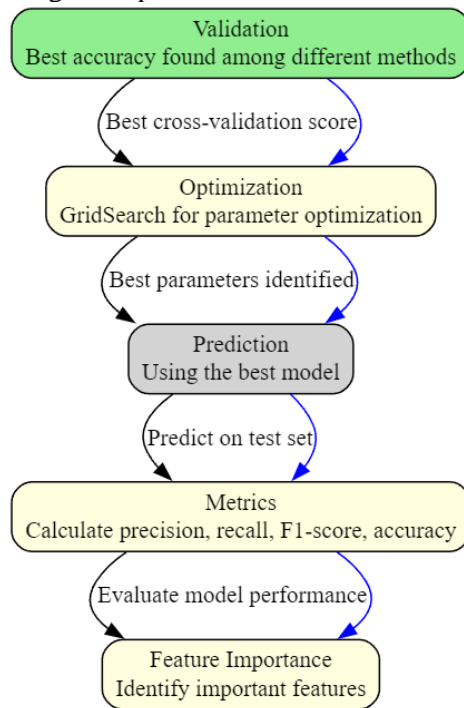 Validation
Best accuracy found among different methods
Best cross-validation score
Optimization
GridSearch for parameter optimization
Best parameters identified
Prediction
Using the best model
Predict on test set
Metrics
Calculate precision, recall, F1-score, accuracy
Evaluate model performance
Feature Importance
Identify important features